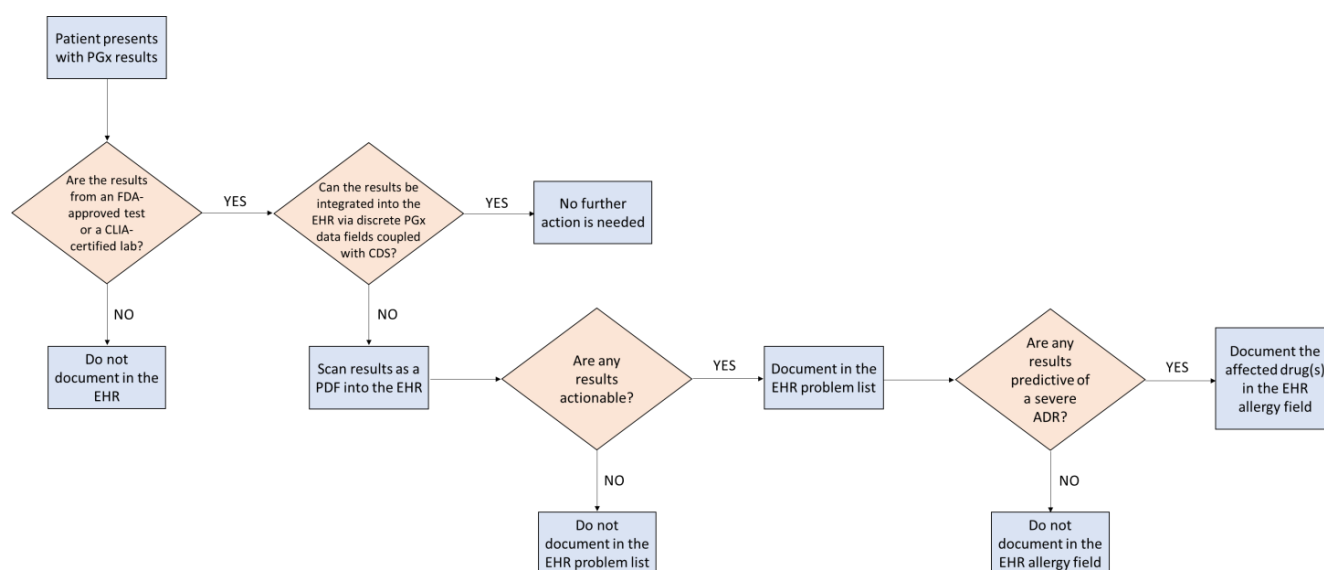 Patient presents
with PGx results
Are the results
from an FDA-
approved test
or a CLIA-
certified lab?
YES
Can the results be
integrated into the
EHR via discrete PGx
data fields coupled
with CDS?
YES
No further
action is needed
NO
Do not
document in the
EHR
NO
Scan results as a
PDF into the EHR
Are any
results
actionable?
YES
Document in the
EHR problem list
Are any
results
predictive of
a severe
ADR?
YES
Document the
affected drug(s)
in the EHR
allergy field
NO
Do not
document in the
EHR problem list
NO
Do not
document in the
EHR allergy field